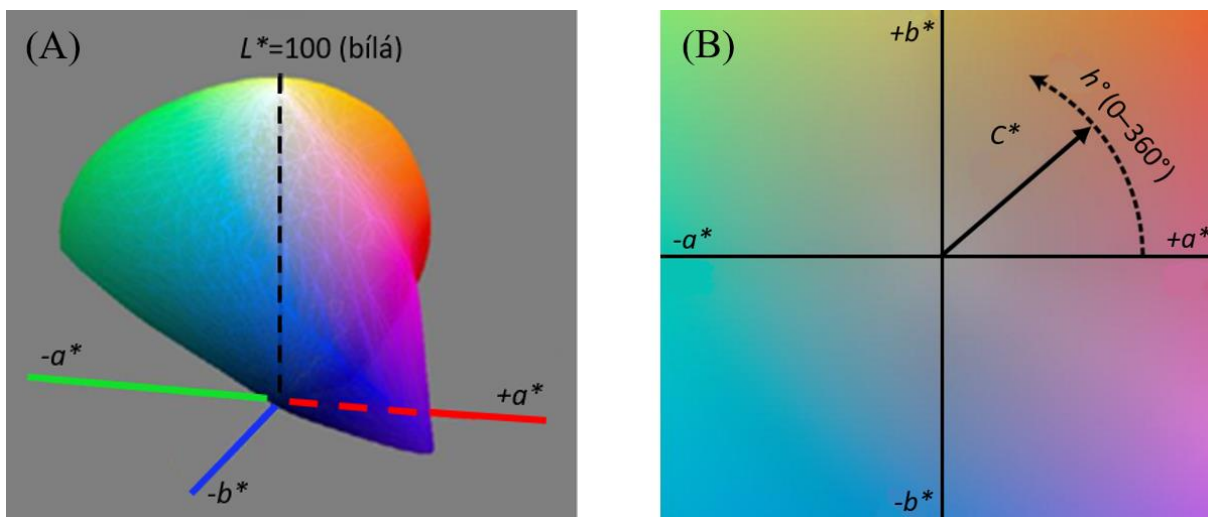 (A)
L*=100 (bílá)
-a*
+a*
-b*
(B)
+b*
h° (0–360°)
C*
-a*
+a*
-b*